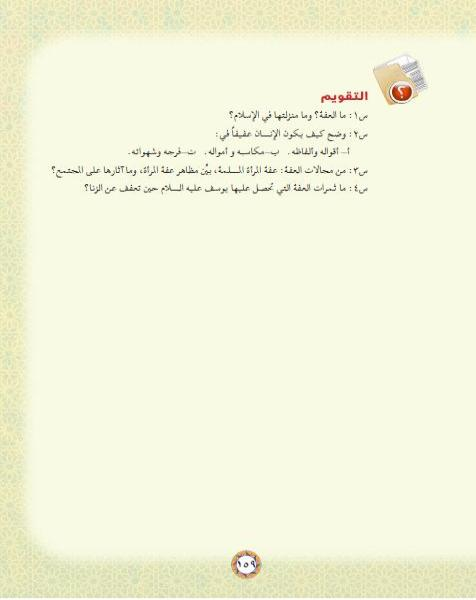 ؟
التقويم
س١: ما العفة؟ وما منزلتها في الإسلام؟
س٢: وضح كيف يكون الإنسان عفيفاً في:
أ- أقواله وألفاظه. ب-مكاسبه و أمواله. ت-فرجه وشهواته.
س٣: من مجالات العفة: عفة المرأة المسلمة، بيِّن مظاهر عفة المرأة، وما آثارها على المجتمع؟
س٤: ما ثمرات العفة التي تحصل عليها يوسف عليه السلام حين تعفف عن الزنا؟
١٥٩